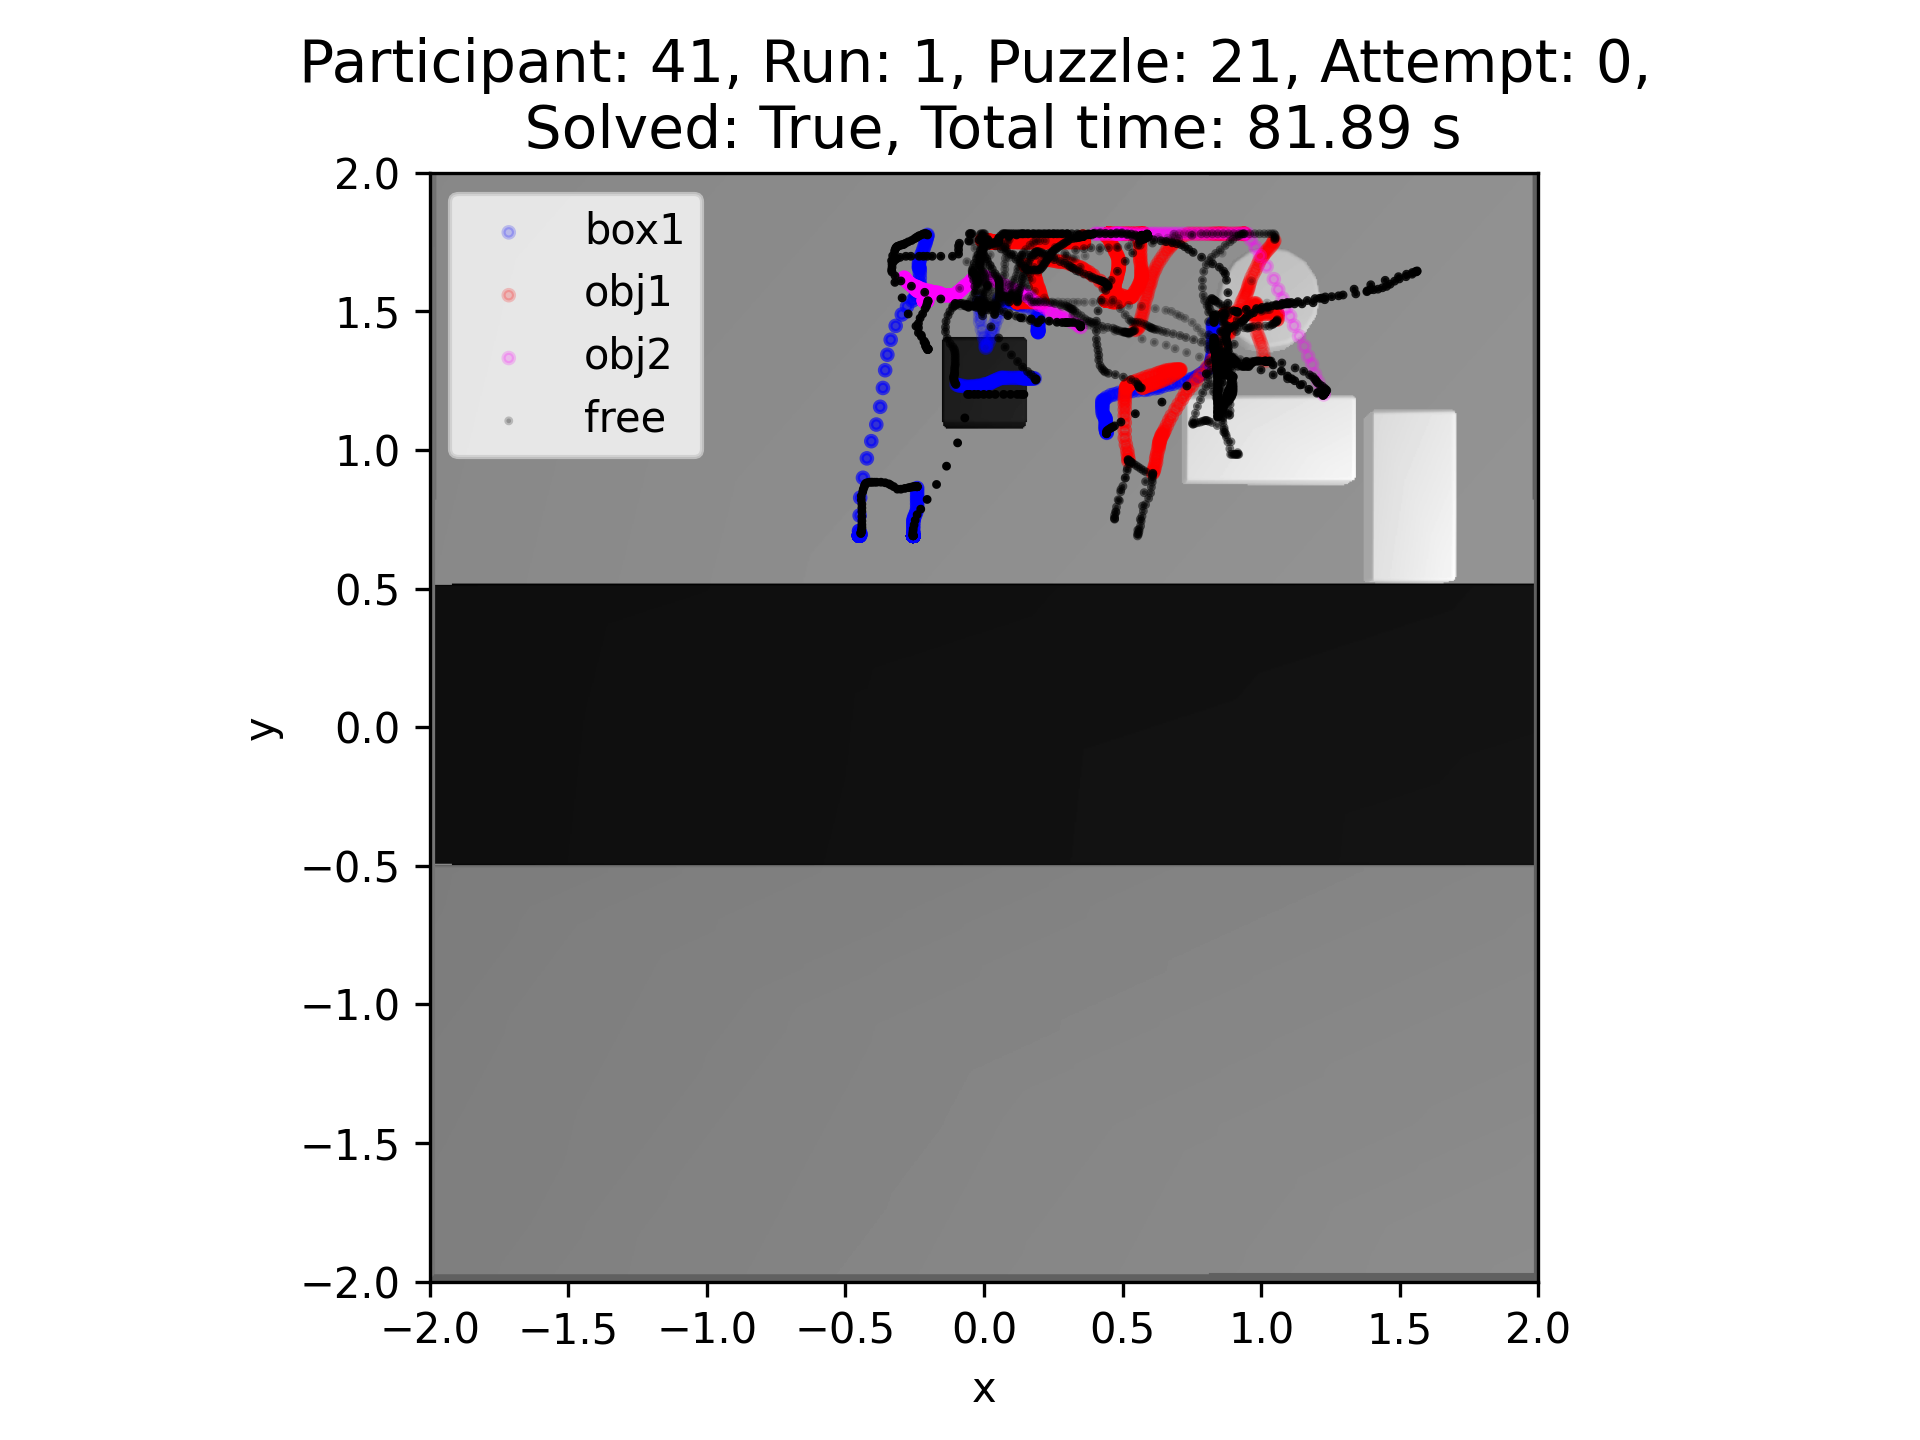 Participant: 41, Run: 1, Puzzle: 21, Attempt: 0,
Solved: True, Total time: 81.89 s
box1
obj1
obj2
free
2.0
1.5
1.0
0.5
0.0
−0.5
−1.0
−1.5
−2.0
y
−2.0 −1.5 −1.0 −0.5 0.0 0.5 1.0 1.5 2.0
x